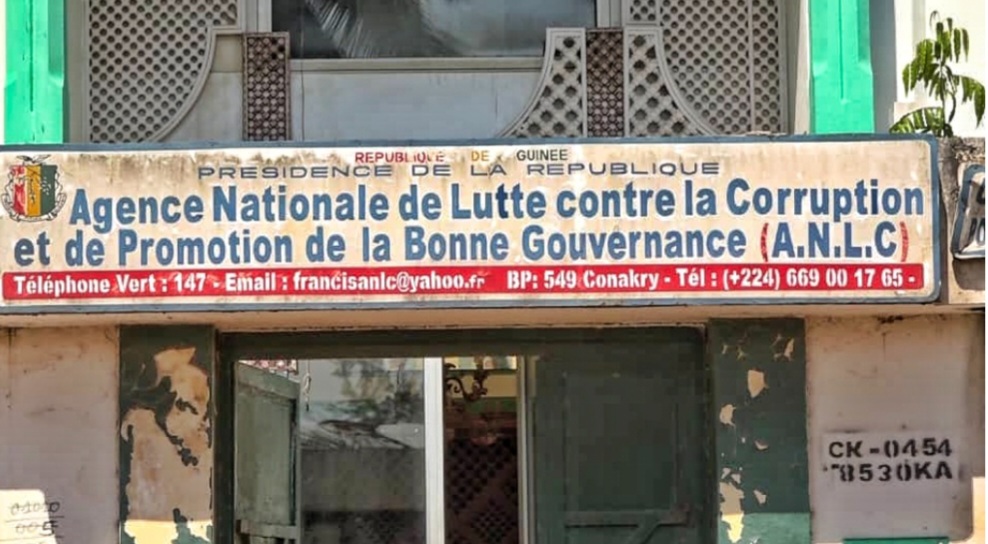 REPUBLIQUE DE GUINEE
PRESIDENCE DE LA REPUBLIQUE
Agence Nationale de Lutte contre la Corruption
et de Promotion de la Bonne Gouvernance (A.N.L.C)
Téléphone Vert : 147 - Email : francisanlc@yahoo.fr BP: 549 Conakry - Tél : (+224) 669 00 17 65 -
CK-0454
8530KA
005